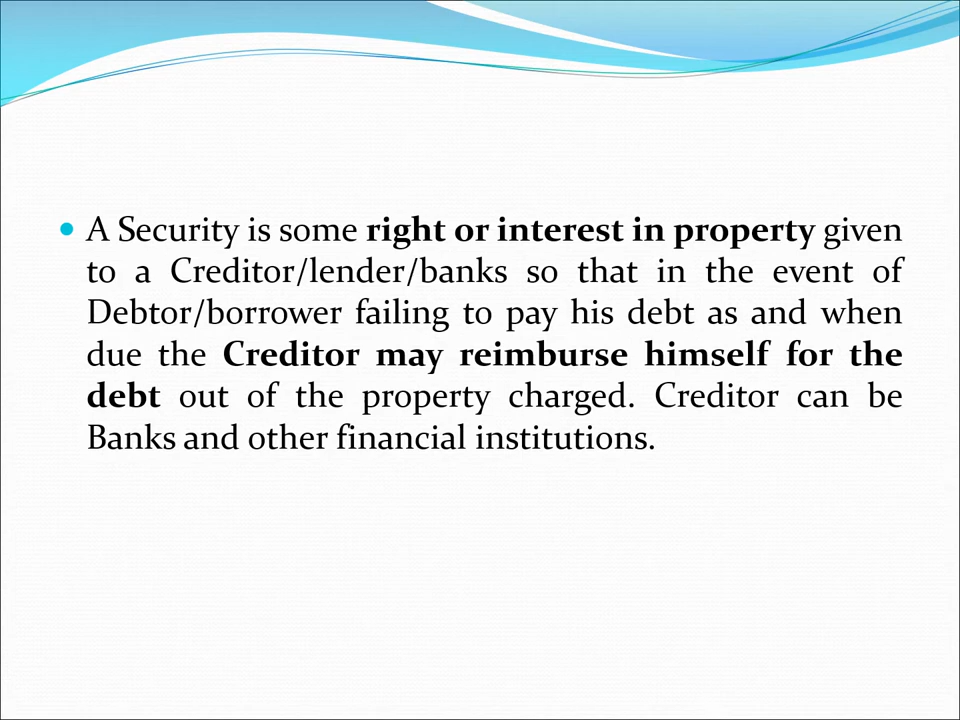 A Security is some right or interest in property given
to a Creditor/lender/banks so that in the event of
Debtor/borrower failing to pay his debt as and when
due the Creditor may reimburse himself for the
debt out of the property charged. Creditor can be
Banks and other financial institutions.